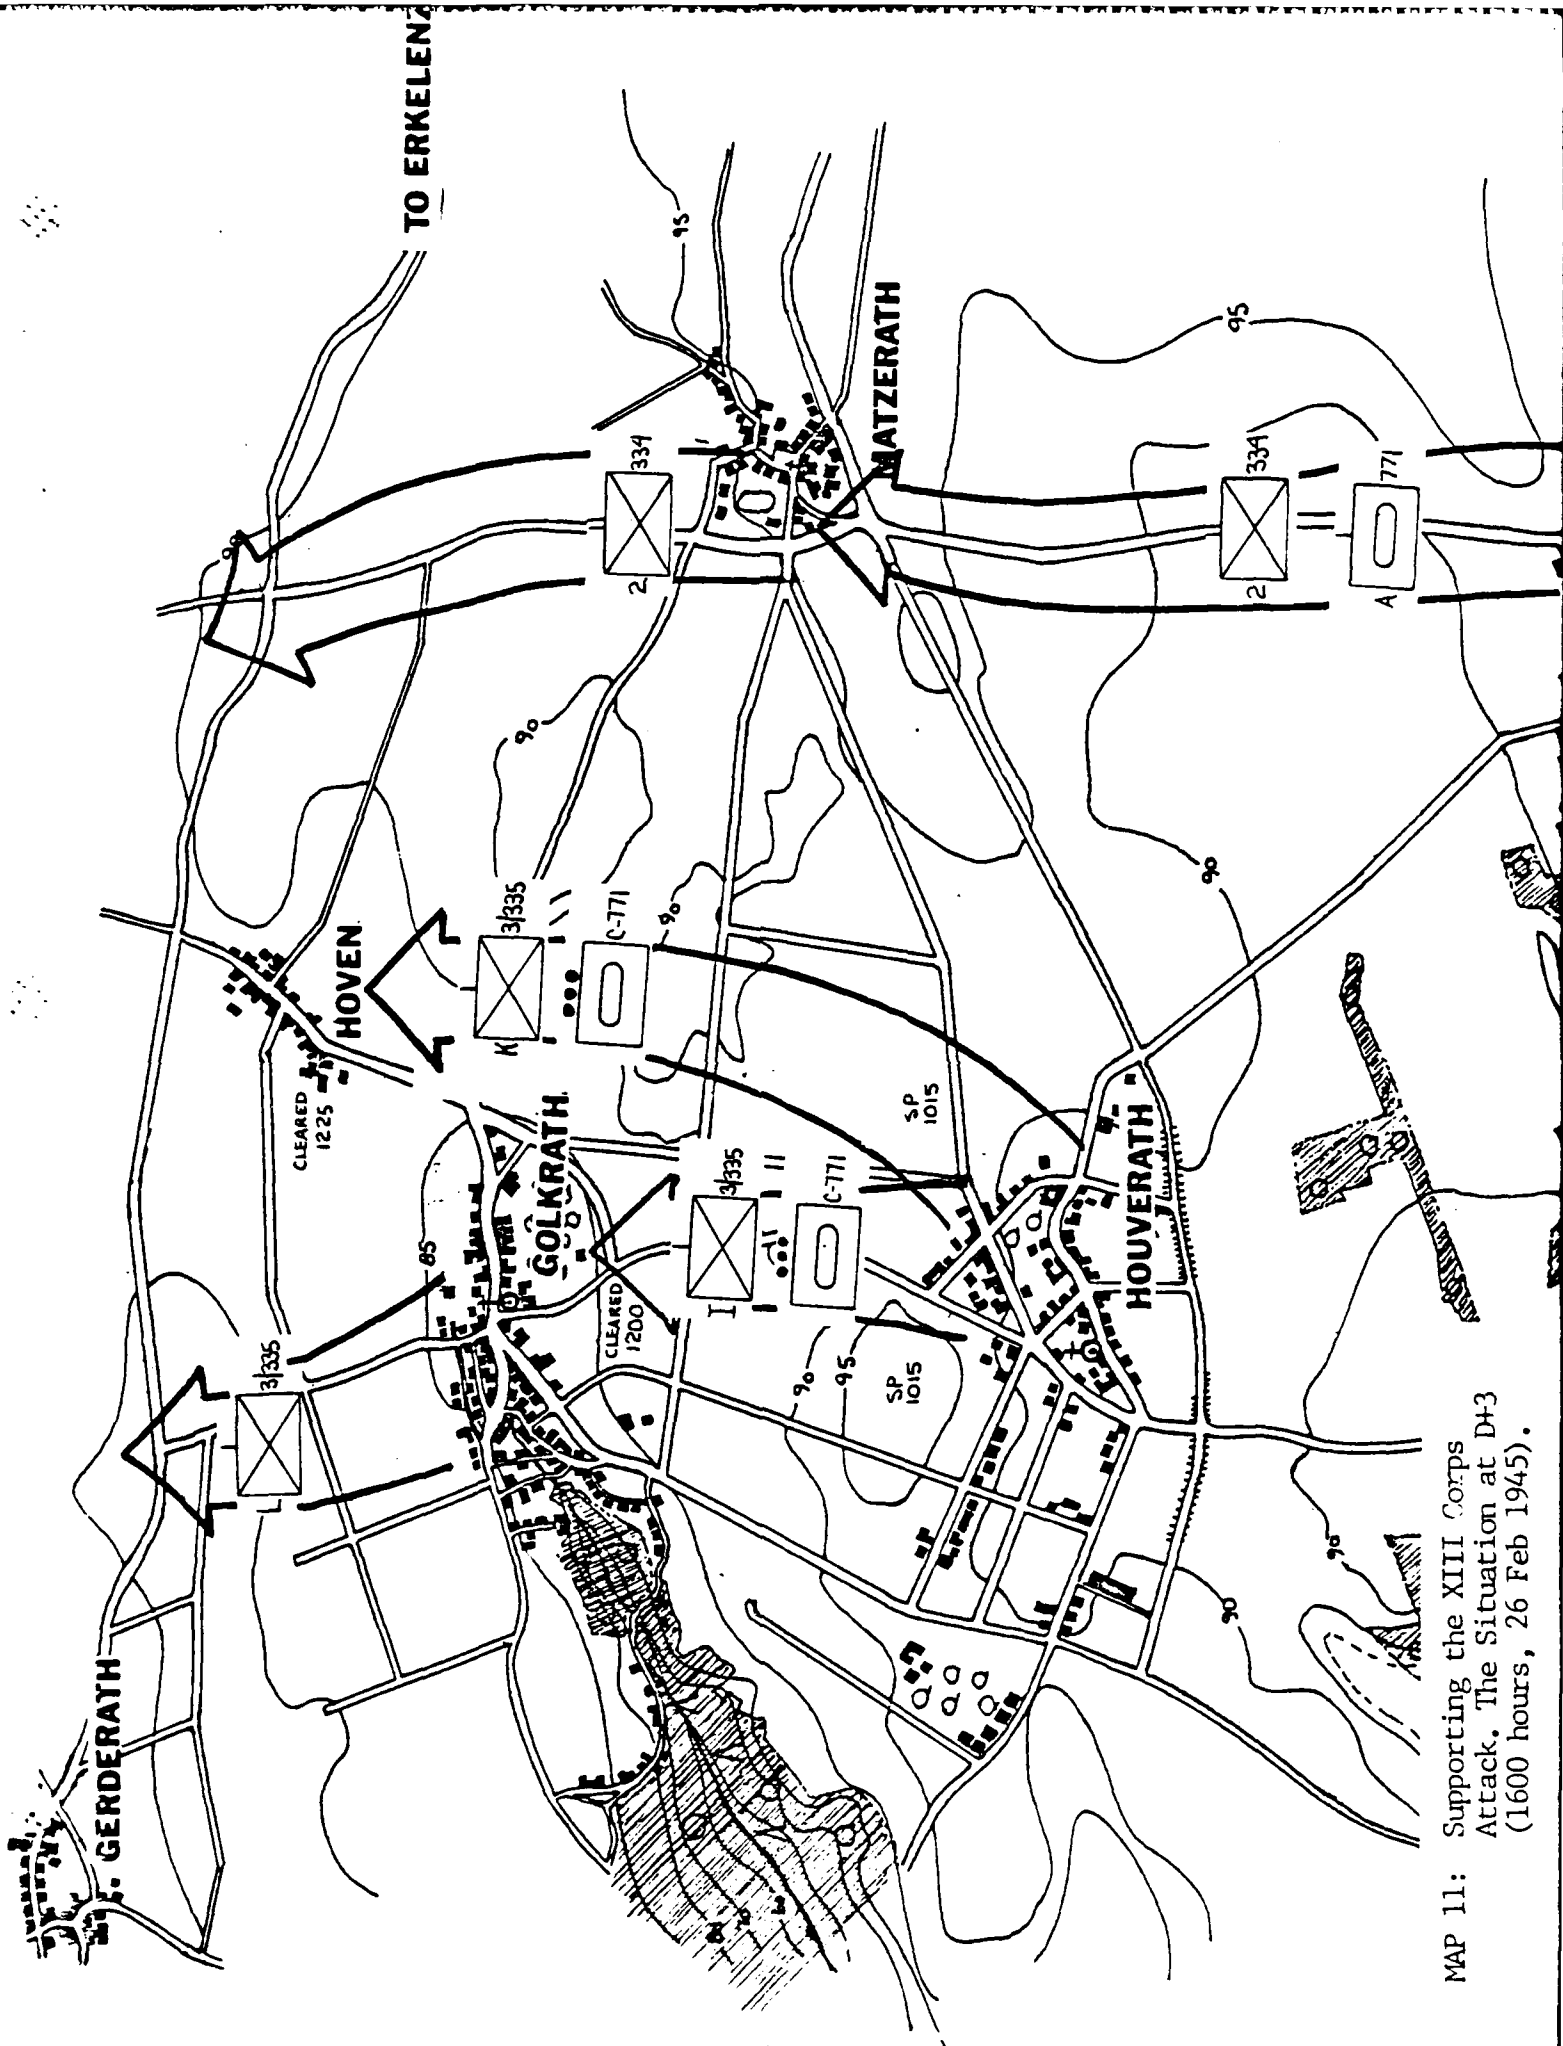 TO ERKELENZ
GERDERATH
HOVEN
CLEARED
1225
GOLKRATH
CLEARED
1200
MATZERATH
HOUVERATH
SP
1015
SP
1015
L
3/335
K
3/335
C-771
I
3/335
C-771
2
334
2
334
A
771
85
90
95
90
90
95
95
90
90
90
MAP 11: Supporting the XIII Corps
Attack. The Situation at D+3
(1600 hours, 26 Feb 1945).